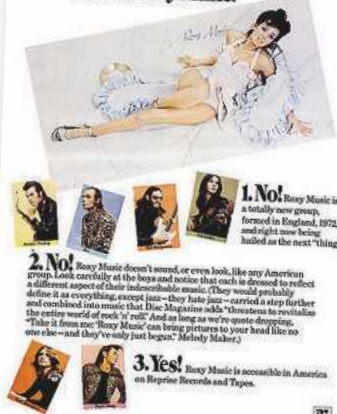 Roxy Music
1. No! Roxy Music is
a totally new group,
formed in England, 1972,
and right now being
hailed as the next "thing
2. No! Roxy Music doesn't sound, or even look, like any American
group. Look carefully at the boys and notice that each is dressed to reflect
a different aspect of their indescribable music. (They would probably
define it as everything, except jazz—they hate jazz—carried a step further
and combined into music that Disc Magazine adds "threatens to revitalise
the entire world of rock 'n' roll." And as long as we're quote dropping,
"Take it from me: 'Roxy Music' can bring pictures to your head like no
one else—and they've only just begun." Melody Maker.)
3. Yes! Roxy Music is accessible in America
on Reprise Records and Tapes.